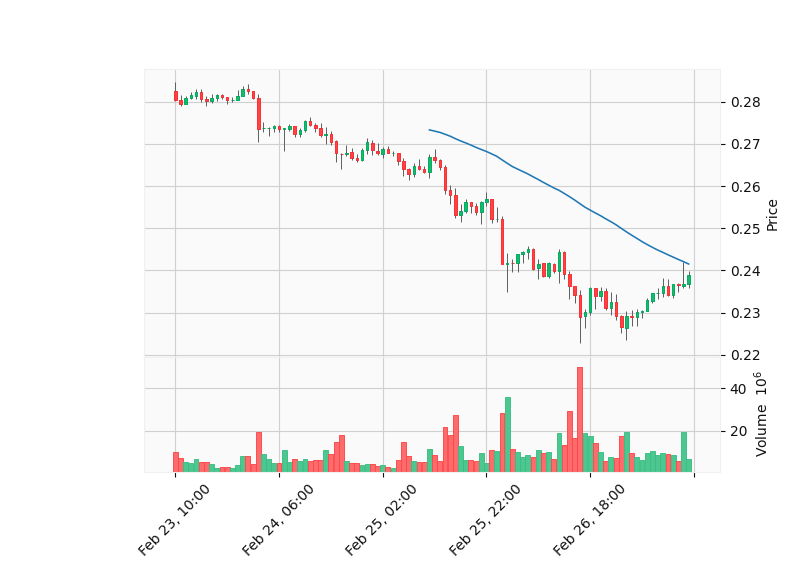 0.28
0.27
0.26
0.25
0.24
0.23
0.22
Price
40
20
Volume 10^6
Feb 23, 10:00
Feb 24, 06:00
Feb 25, 02:00
Feb 25, 22:00
Feb 26, 18:00